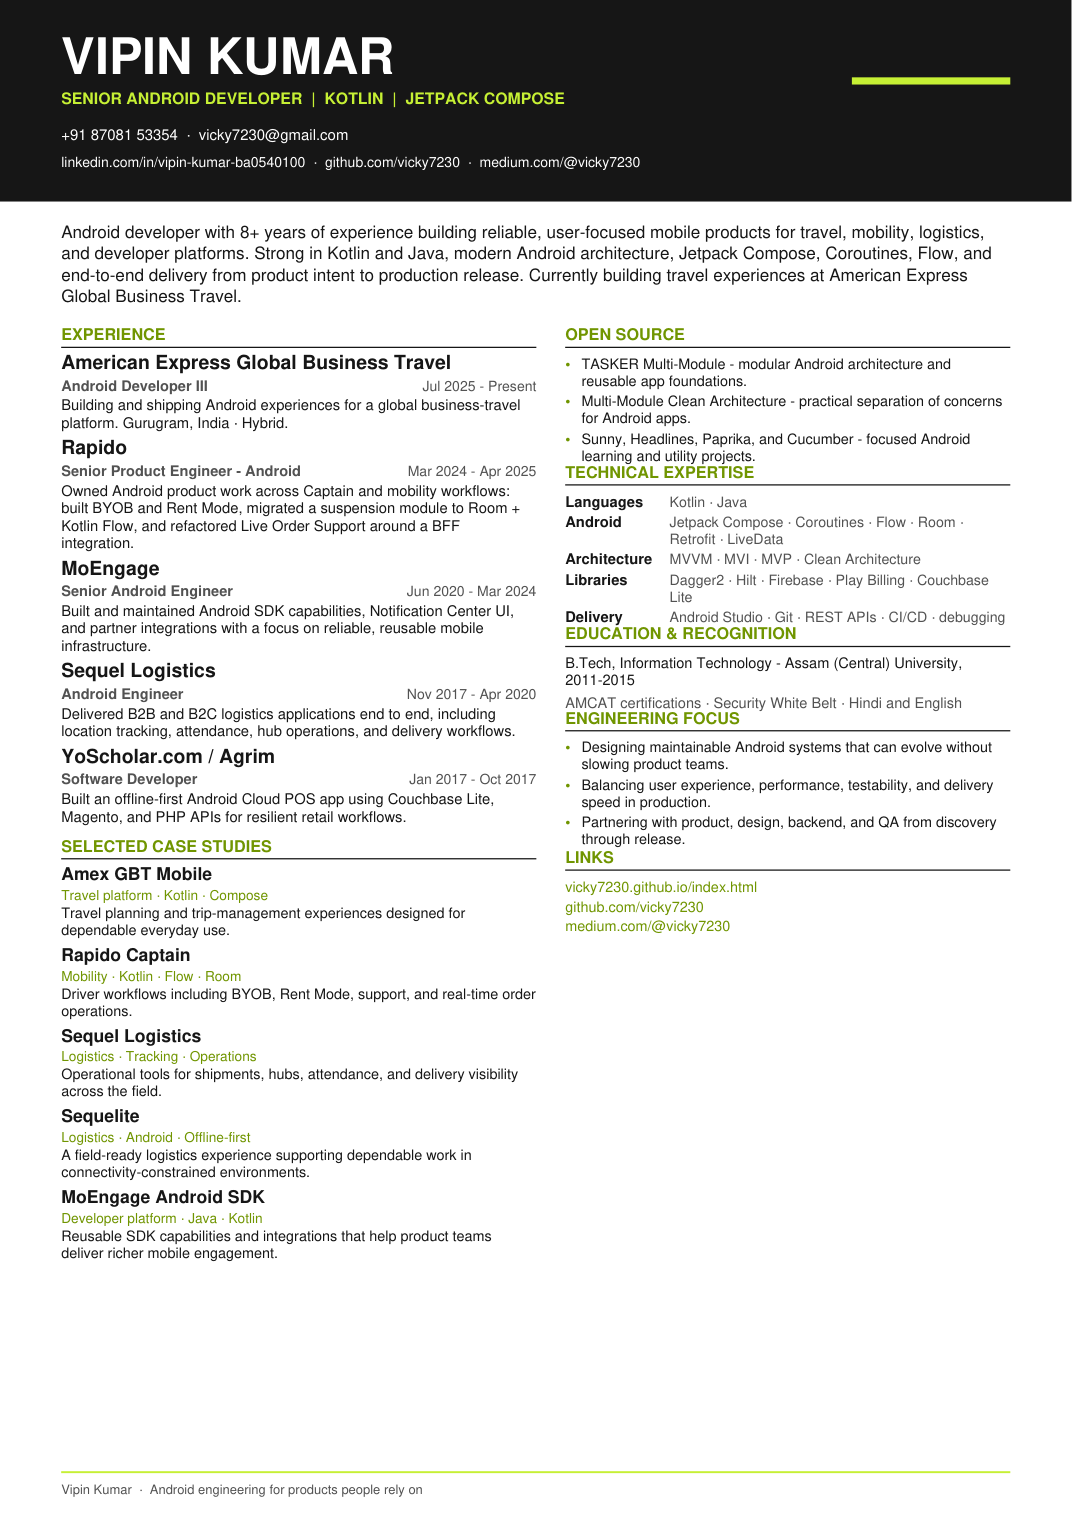 VIPIN KUMAR
SENIOR ANDROID DEVELOPER | KOTLIN | JETPACK COMPOSE
+91 87081 53354 · vicky7230@gmail.com
linkedin.com/in/vipin-kumar-ba0540100 · github.com/vicky7230 · medium.com/@vicky7230
Android developer with 8+ years of experience building reliable, user-focused mobile products for travel, mobility, logistics,
and developer platforms. Strong in Kotlin and Java, modern Android architecture, Jetpack Compose, Coroutines, Flow, and
end-to-end delivery from product intent to production release. Currently building travel experiences at American Express
Global Business Travel.
EXPERIENCE
American Express Global Business Travel
Android Developer III Jul 2025 - Present
Building and shipping Android experiences for a global business-travel
platform. Gurugram, India · Hybrid.
Rapido
Senior Product Engineer - Android Mar 2024 - Apr 2025
Owned Android product work across Captain and mobility workflows:
built BYOB and Rent Mode, migrated a suspension module to Room +
Kotlin Flow, and refactored Live Order Support around a BFF
integration.
MoEngage
Senior Android Engineer Jun 2020 - Mar 2024
Built and maintained Android SDK capabilities, Notification Center UI,
and partner integrations with a focus on reliable, reusable mobile
infrastructure.
Sequel Logistics
Android Engineer Nov 2017 - Apr 2020
Delivered B2B and B2C logistics applications end to end, including
location tracking, attendance, hub operations, and delivery workflows.
YoScholar.com / Agrim
Software Developer Jan 2017 - Oct 2017
Built an offline-first Android Cloud POS app using Couchbase Lite,
Magento, and PHP APIs for resilient retail workflows.
SELECTED CASE STUDIES
Amex GBT Mobile
Travel platform · Kotlin · Compose
Travel planning and trip-management experiences designed for
dependable everyday use.
Rapido Captain
Mobility · Kotlin · Flow · Room
Driver workflows including BYOB, Rent Mode, support, and real-time order
operations.
Sequel Logistics
Logistics · Tracking · Operations
Operational tools for shipments, hubs, attendance, and delivery visibility
across the field.
Sequelite
Logistics · Android · Offline-first
A field-ready logistics experience supporting dependable work in
connectivity-constrained environments.
MoEngage Android SDK
Developer platform · Java · Kotlin
Reusable SDK capabilities and integrations that help product teams
deliver richer mobile engagement.
OPEN SOURCE
• TASKER Multi-Module - modular Android architecture and
reusable app foundations.
• Multi-Module Clean Architecture - practical separation of concerns
for Android apps.
• Sunny, Headlines, Paprika, and Cucumber - focused Android
learning and utility projects.
TECHNICAL EXPERTISE
Languages Kotlin · Java
Android Jetpack Compose · Coroutines · Flow · Room ·
Retrofit · LiveData
Architecture MVVM · MVI · MVP · Clean Architecture
Libraries Dagger2 · Hilt · Firebase · Play Billing · Couchbase
Lite
Delivery Android Studio · Git · REST APIs · CI/CD · debugging
EDUCATION & RECOGNITION
B.Tech, Information Technology - Assam (Central) University,
2011-2015
AMCAT certifications · Security White Belt · Hindi and English
ENGINEERING FOCUS
• Designing maintainable Android systems that can evolve without
slowing product teams.
• Balancing user experience, performance, testability, and delivery
speed in production.
• Partnering with product, design, backend, and QA from discovery
through release.
LINKS
vicky7230.github.io/index.html
github.com/vicky7230
medium.com/@vicky7230
Vipin Kumar · Android engineering for products people rely on